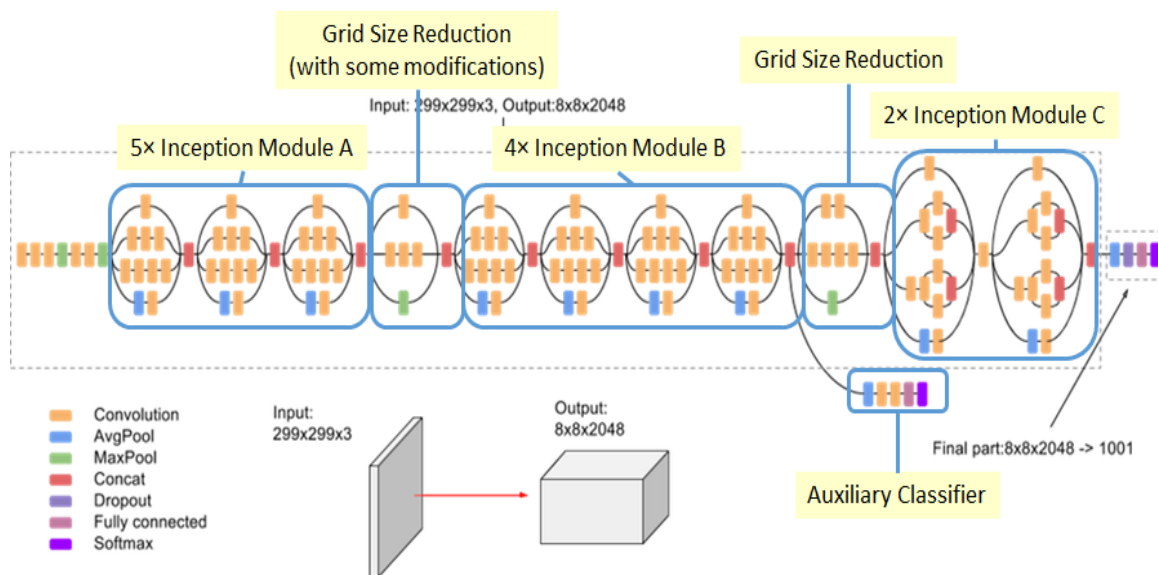 Grid Size Reduction
(with some modifications)
Grid Size Reduction
Input: 299x299x3, Output:8x8x2048
2× Inception Module C
5× Inception Module A
4× Inception Module B
Convolution
AvgPool
MaxPool
Concat
Dropout
Fully connected
Softmax
Input:
299x299x3
Output:
8x8x2048
Final part:8x8x2048 -> 1001
Auxiliary Classifier